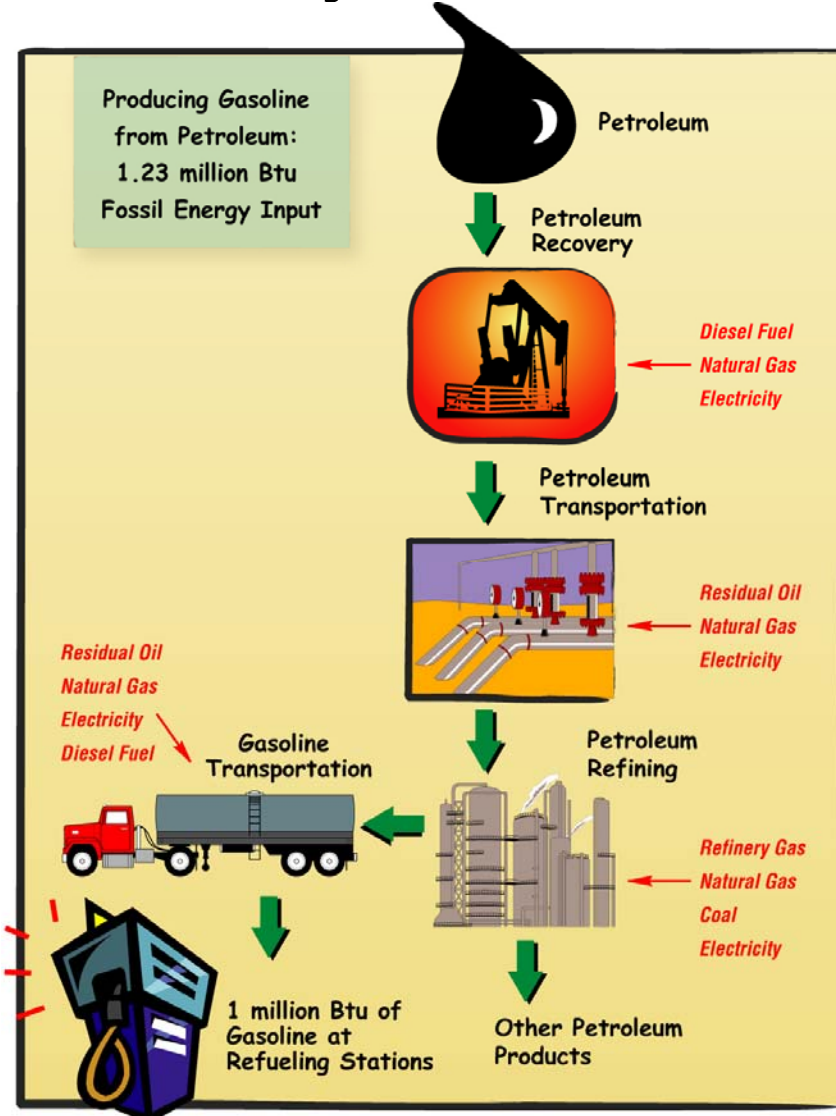 Producing Gasoline
from Petroleum:
1.23 million Btu
Fossil Energy Input
Petroleum
Petroleum
Recovery
Diesel Fuel
Natural Gas
Electricity
Petroleum
Transportation
Residual Oil
Natural Gas
Electricity
Petroleum
Refining
Refinery Gas
Natural Gas
Coal
Electricity
Residual Oil
Natural Gas
Electricity
Diesel Fuel
Gasoline
Transportation
1 million Btu of
Gasoline at
Refueling Stations
Other Petroleum
Products